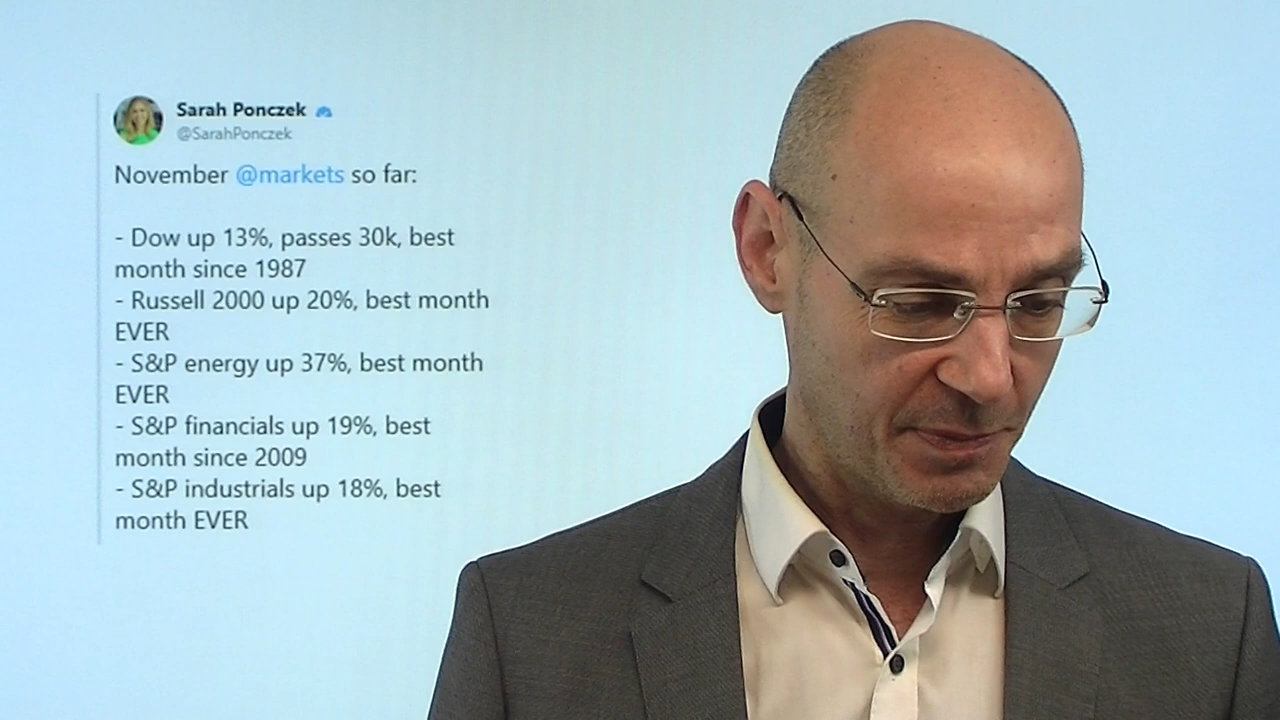 Sarah Ponczek
@SarahPonczek
November @markets so far:
- Dow up 13%, passes 30k, best
month since 1987
- Russell 2000 up 20%, best month
EVER
- S&P energy up 37%, best month
EVER
- S&P financials up 19%, best
month since 2009
- S&P industrials up 18%, best
month EVER